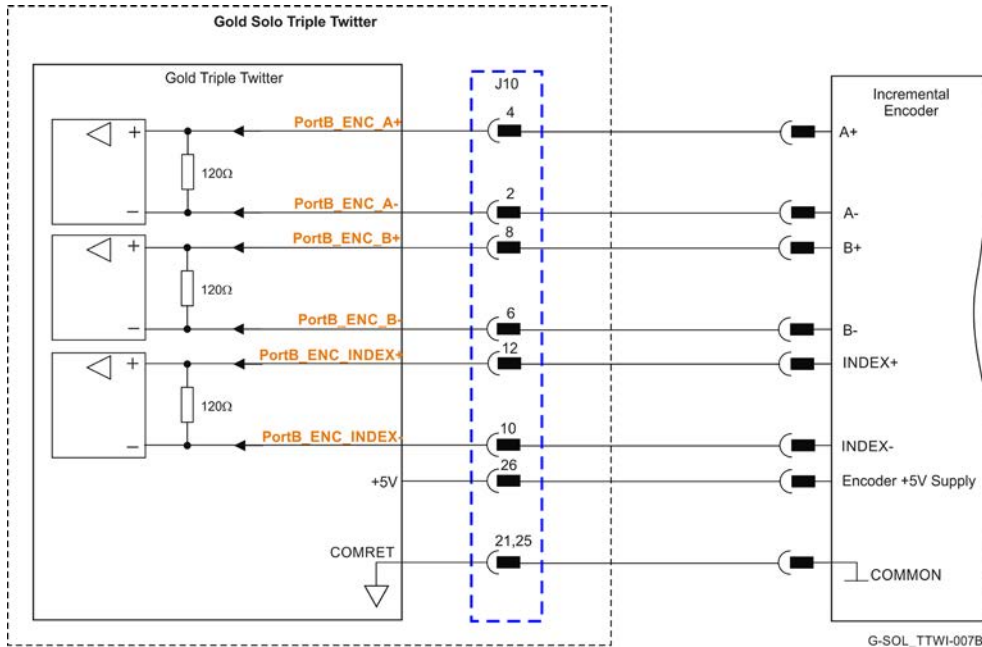 Gold Solo Triple Twitter
Gold Triple Twitter
J10
Incremental
Encoder
+
PortB_ENC_A+
4
A+
120Ω
−
PortB_ENC_A-
2
A-
+
PortB_ENC_B+
8
B+
120Ω
−
PortB_ENC_B-
6
B-
+
PortB_ENC_INDEX+
12
INDEX+
120Ω
−
PortB_ENC_INDEX-
10
INDEX-
+5V
26
Encoder +5V Supply
COMRET
21,25
COMMON
G-SOL_TTWI-007B